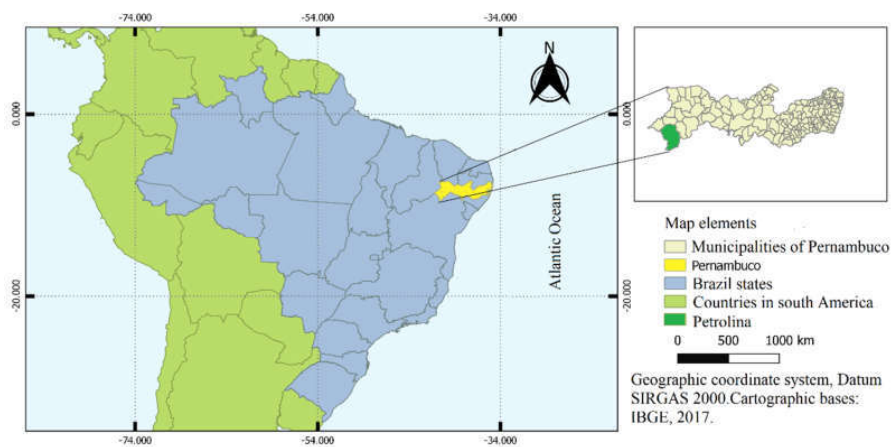 -74.000
-54.000
-34.000
N
0.000
0.000
Atlantic Ocean
-20.000
-20.000
Map elements
Municipalities of Pernambuco
Pernambuco
Brazil states
Countries in south America
Petrolina
0 500 1000 km
Geographic coordinate system, Datum
SIRGAS 2000.Cartographic bases:
IBGE, 2017.
-74.000
-54.000
-34.000